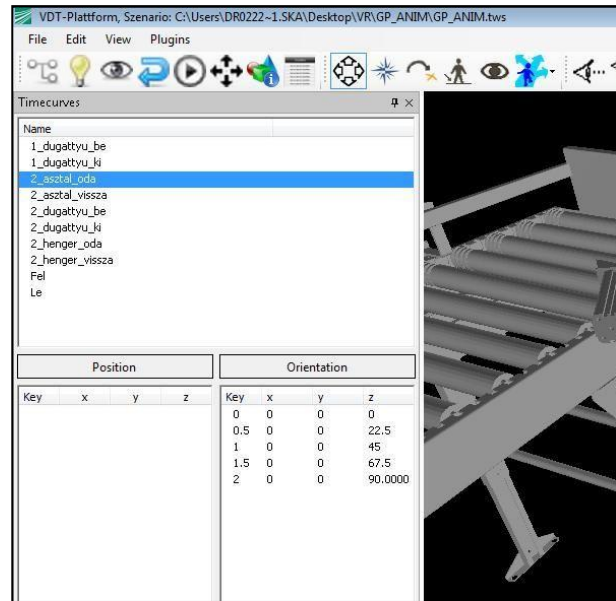 VDT-Plattform, Szenario: C:\Users\DR0222~1.SKA\Desktop\VR\GP_ANIM\GP_ANIM.tws
File Edit View Plugins
Timecurves
Name
1_dugattyu_be
1_dugattyu_ki
2_asztal_oda
2_asztal_vissza
2_dugattyu_be
2_dugattyu_ki
2_henger_oda
2_henger_vissza
Fel
Le
Position Orientation
Key x y z Key x y z
0 0 0 0
0.5 0 0 22.5
1 0 0 45
1.5 0 0 67.5
2 0 0 90.0000